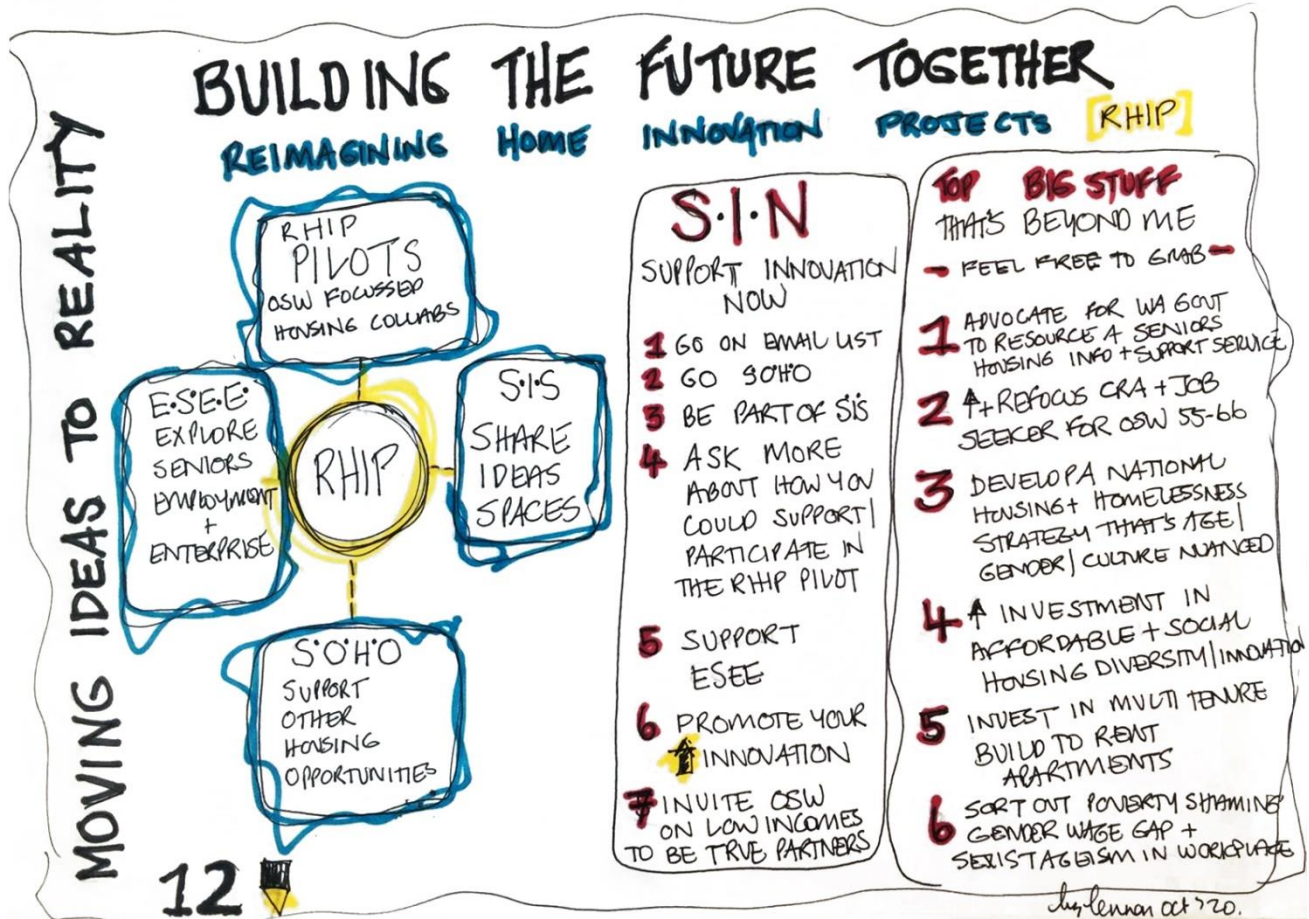 BUILDING THE FUTURE TOGETHER
REIMAGINING HOME INNOVATION PROJECTS [RHIP]
MOVING IDEAS TO REALITY
RHIP
PILOTS
OSW FOCUSSED
HOUSING COLLABS
E.S.E.E.
EXPLORE
SENIORS
EMPLOYMENT
+
ENTERPRISE
RHIP
S.I.S
SHARE
IDEAS
SPACES
S.O.H.O
SUPPORT
OTHER
HOUSING
OPPORTUNITIES
12
S.I.N
SUPPORT INNOVATION
NOW
1 GO ON EMAIL LIST
2 GO SOHO
3 BE PART OF SIS
4 ASK MORE
ABOUT HOW YOU
COULD SUPPORT/
PARTICIPATE IN
THE RHIP PILOT
5 SUPPORT
ESEE
6 PROMOTE YOUR
↑ INNOVATION
7 INVITE OSW
ON LOW INCOMES
TO BE TRUE PARTNERS
TOP BIG STUFF
THAT'S BEYOND ME
- FEEL FREE TO GRAB -
1 ADVOCATE FOR WA GOVT
TO RESOURCE A SENIORS
HOUSING INFO + SUPPORT SERVICE
2 ↑ + REFOCUS CRA + JOB
SEEKER FOR OSW 55-66
3 DEVELOP A NATIONAL
HOUSING + HOMELESSNESS
STRATEGY THAT'S AGE/
GENDER/CULTURE NUANCED
4 ↑ INVESTMENT IN
AFFORDABLE + SOCIAL
HOUSING DIVERSITY/INNOVATION
5 INVEST IN MULTI TENURE
BUILD TO RENT
APARTMENTS
6 SORT OUT POVERTY SHAMING
GENDER WAGE GAP +
SEXIST AGEISM IN WORKPLACE
lennon oct '20.